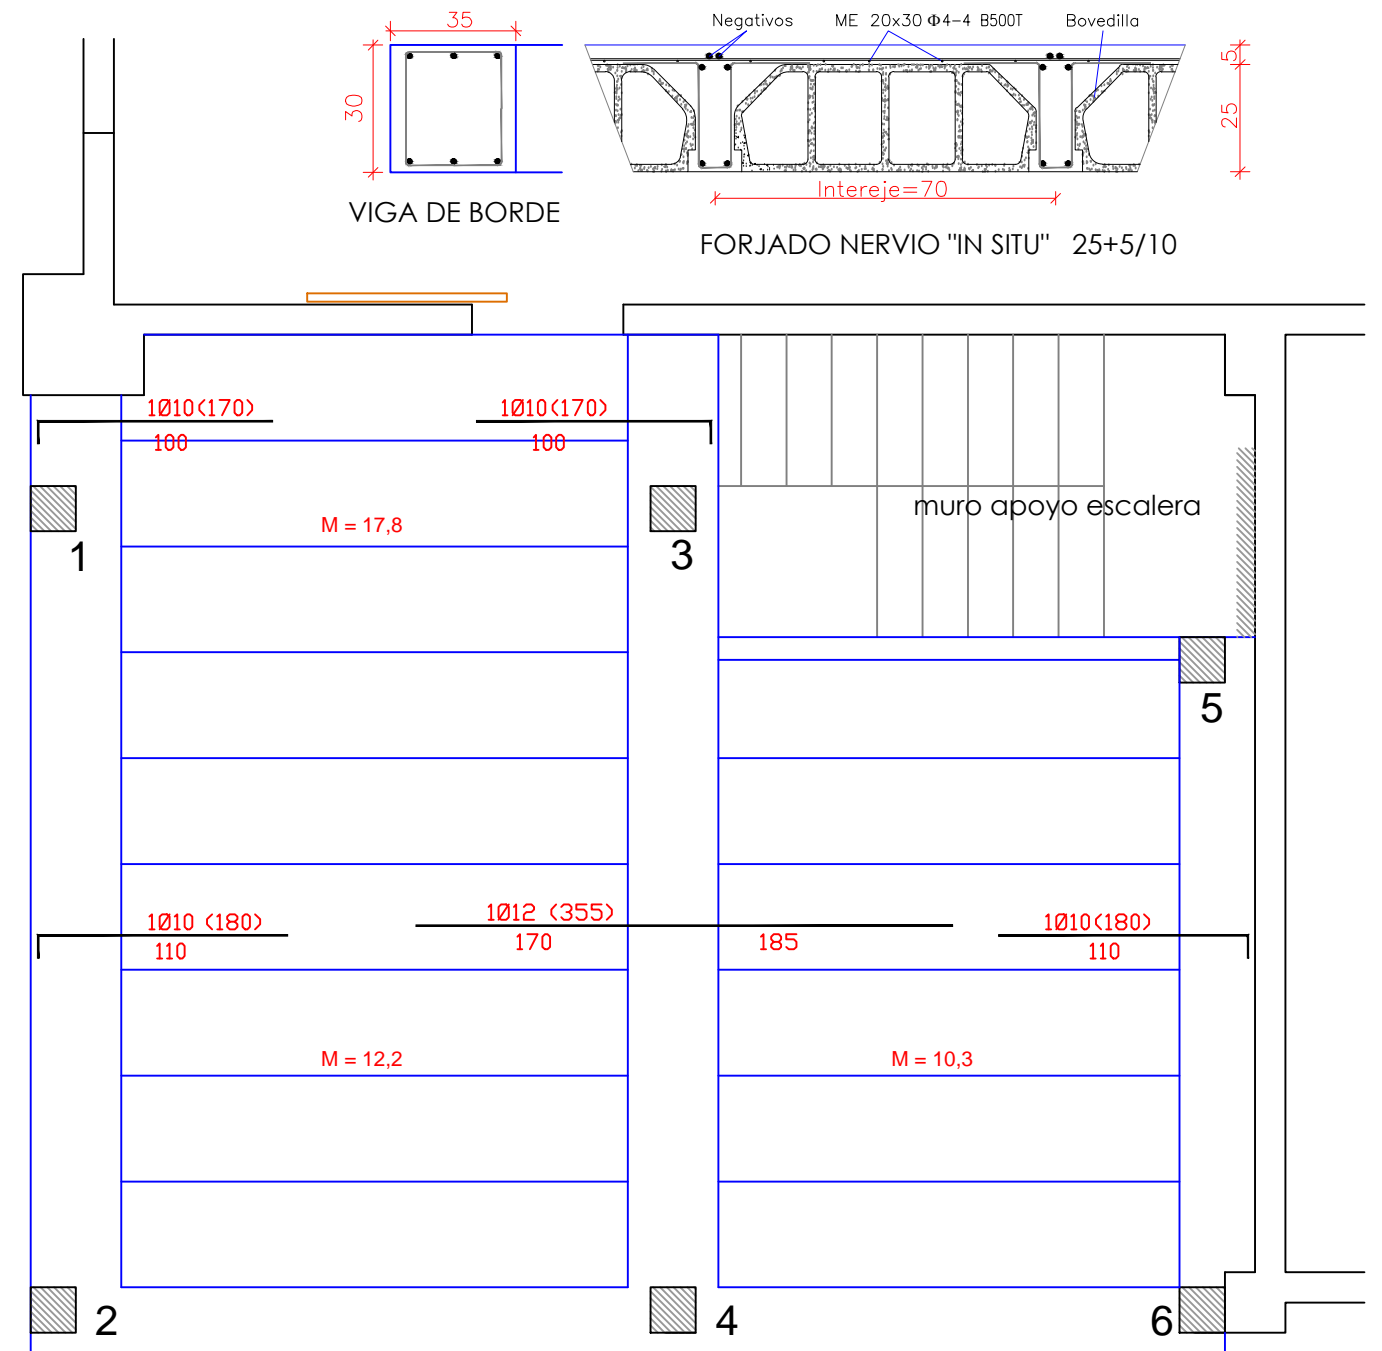 35
Negativos
ME 20x30 Φ4-4 B500T
Bovedilla
30
5
25
Intereje=70
VIGA DE BORDE
FORJADO NERVIO "IN SITU" 25+5/10
1Ø10(170)
100
1Ø10(170)
100
muro apoyo escalera
M = 17,8
1
3
5
1Ø10 (180)
110
1Ø12 (355)
170
185
1Ø10(180)
110
M = 12,2
M = 10,3
2
4
6